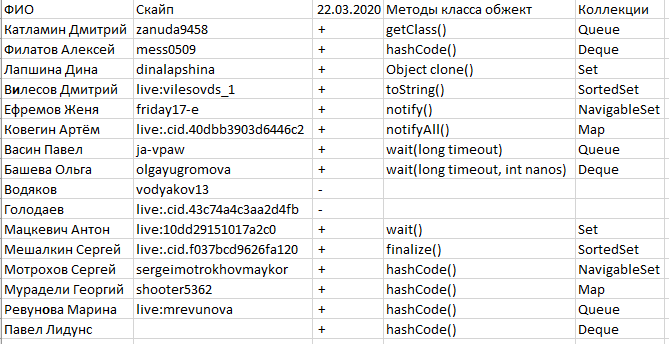 ФИО Скайп 22.03.2020 Методы класса обжект Коллекции
Катламин Дмитрий zanuda9458 + getClass() Queue
Филатов Алексей mess0509 + hashCode() Deque
Лапшина Дина dinalapshina + Object clone() Set
Вилесов Дмитрий live:vilesovds_1 + toString() SortedSet
Ефремов Женя friday17-e + notify() NavigableSet
Ковегин Артём live:.cid.40dbb3903d6446c2 + notifyAll() Map
Васин Павел ja-vpaw + wait(long timeout) Queue
Башева Ольга olgayugromova + wait(long timeout, int nanos) Deque
Водяков vodyakov13 -
Голодаев live:.cid.43c74a4c3aa2d4fb -
Мацкевич Антон live:10dd29151017a2c0 + wait() Set
Мешалкин Сергей live:.cid.f037bcd9626fa120 + finalize() SortedSet
Мотрохов Сергей sergeimotrokhovmaykor + hashCode() NavigableSet
Мурадели Георгий shooter5362 + hashCode() Map
Ревунова Марина live:mrevunova + hashCode() Queue
Павел Лидунс + hashCode() Deque